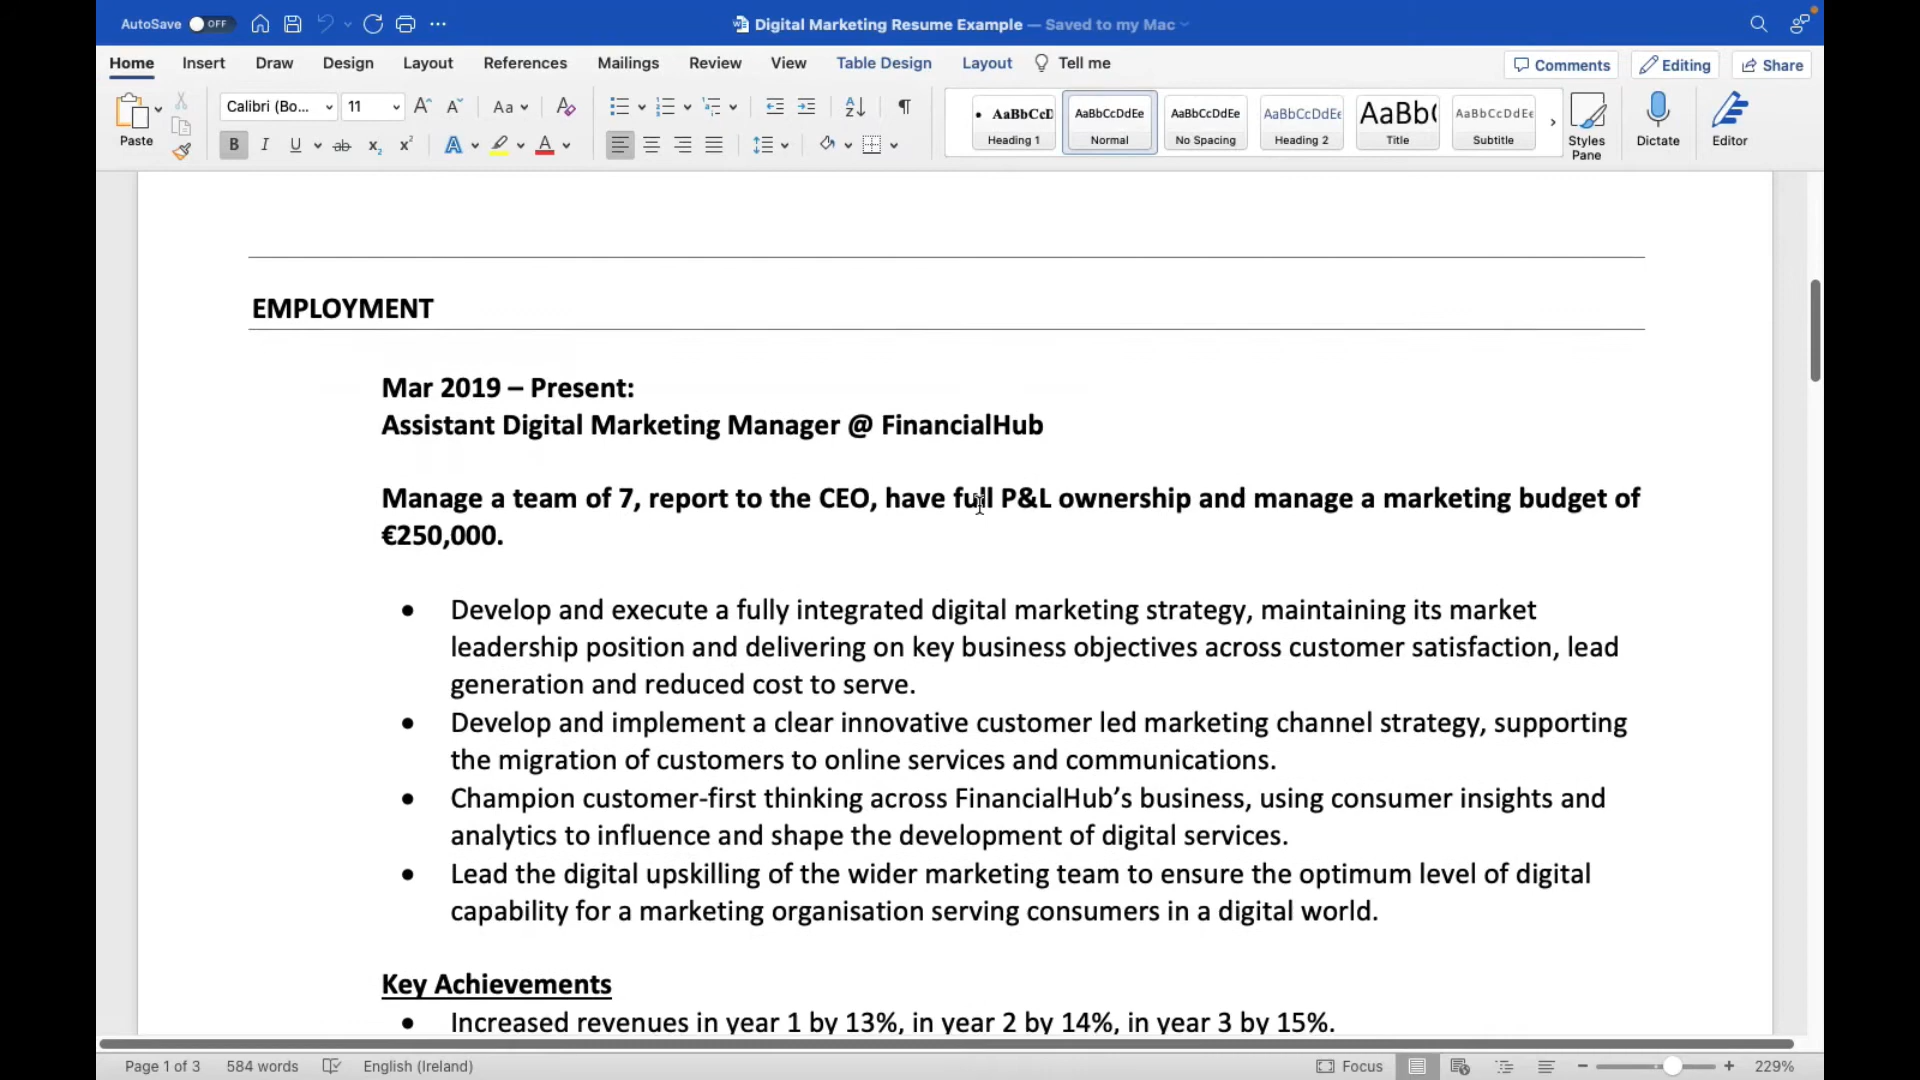 AutoSave OFF
Digital Marketing Resume Example — Saved to my Mac
Home Insert Draw Design Layout References Mailings Review View Table Design Layout Tell me
Comments Editing Share
Paste
Calibri (Bo... 11
Aa
AaBbCcD AaBbCcDdEe AaBbCcDdEe AaBbCcDdEe AaBb( AaBbCcDdEe
Heading 1 Normal No Spacing Heading 2 Title Subtitle
Styles Pane
Dictate
Editor
EMPLOYMENT
Mar 2019 – Present:
Assistant Digital Marketing Manager @ FinancialHub
Manage a team of 7, report to the CEO, have full P&L ownership and manage a marketing budget of
€250,000.
• Develop and execute a fully integrated digital marketing strategy, maintaining its market
leadership position and delivering on key business objectives across customer satisfaction, lead
generation and reduced cost to serve.
• Develop and implement a clear innovative customer led marketing channel strategy, supporting
the migration of customers to online services and communications.
• Champion customer-first thinking across FinancialHub’s business, using consumer insights and
analytics to influence and shape the development of digital services.
• Lead the digital upskilling of the wider marketing team to ensure the optimum level of digital
capability for a marketing organisation serving consumers in a digital world.
Key Achievements
• Increased revenues in year 1 by 13%, in year 2 by 14%, in year 3 by 15%.
Page 1 of 3 584 words English (Ireland) Focus 229%